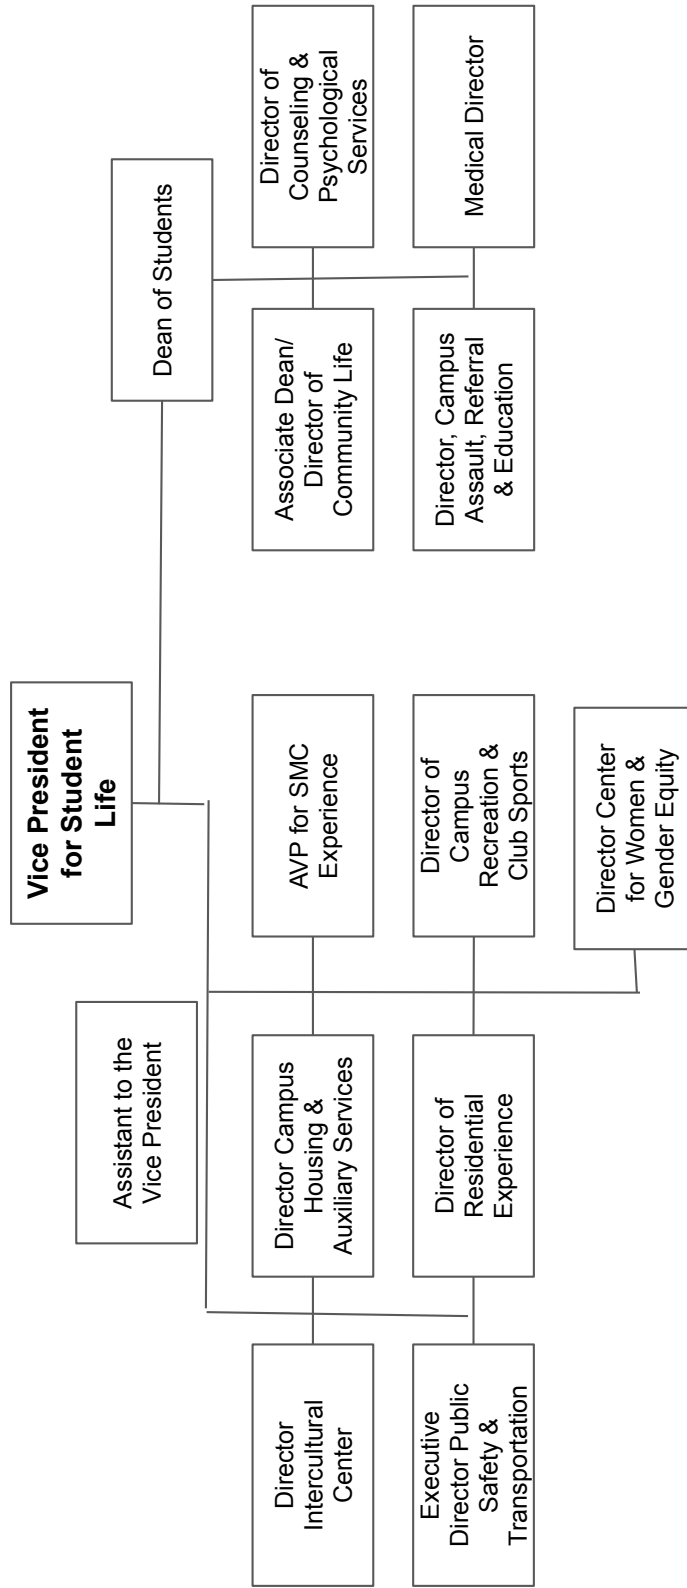 Vice President
for Student
Life
Assistant to the
Vice President
Dean of Students
Director
Intercultural
Center
Director Campus
Housing &
Auxiliary Services
AVP for SMC
Experience
Associate Dean/
Director of
Community Life
Director of
Counseling &
Psychological
Services
Executive
Director Public
Safety &
Transportation
Director of
Residential
Experience
Director of
Campus
Recreation &
Club Sports
Director, Campus
Assault, Referral
& Education
Medical Director
Director Center
for Women &
Gender Equity